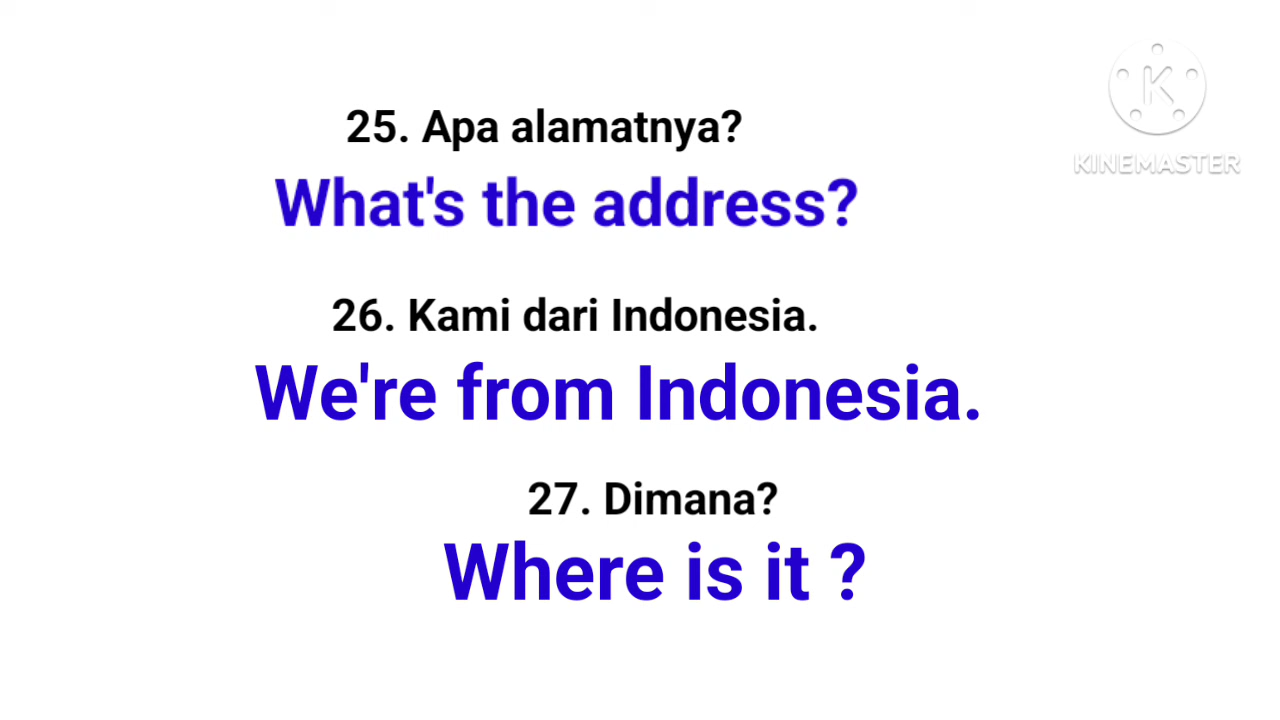 25. Apa alamatnya?
What's the address?
26. Kami dari Indonesia.
We're from Indonesia.
27. Dimana?
Where is it ?
K
KINEMASTER